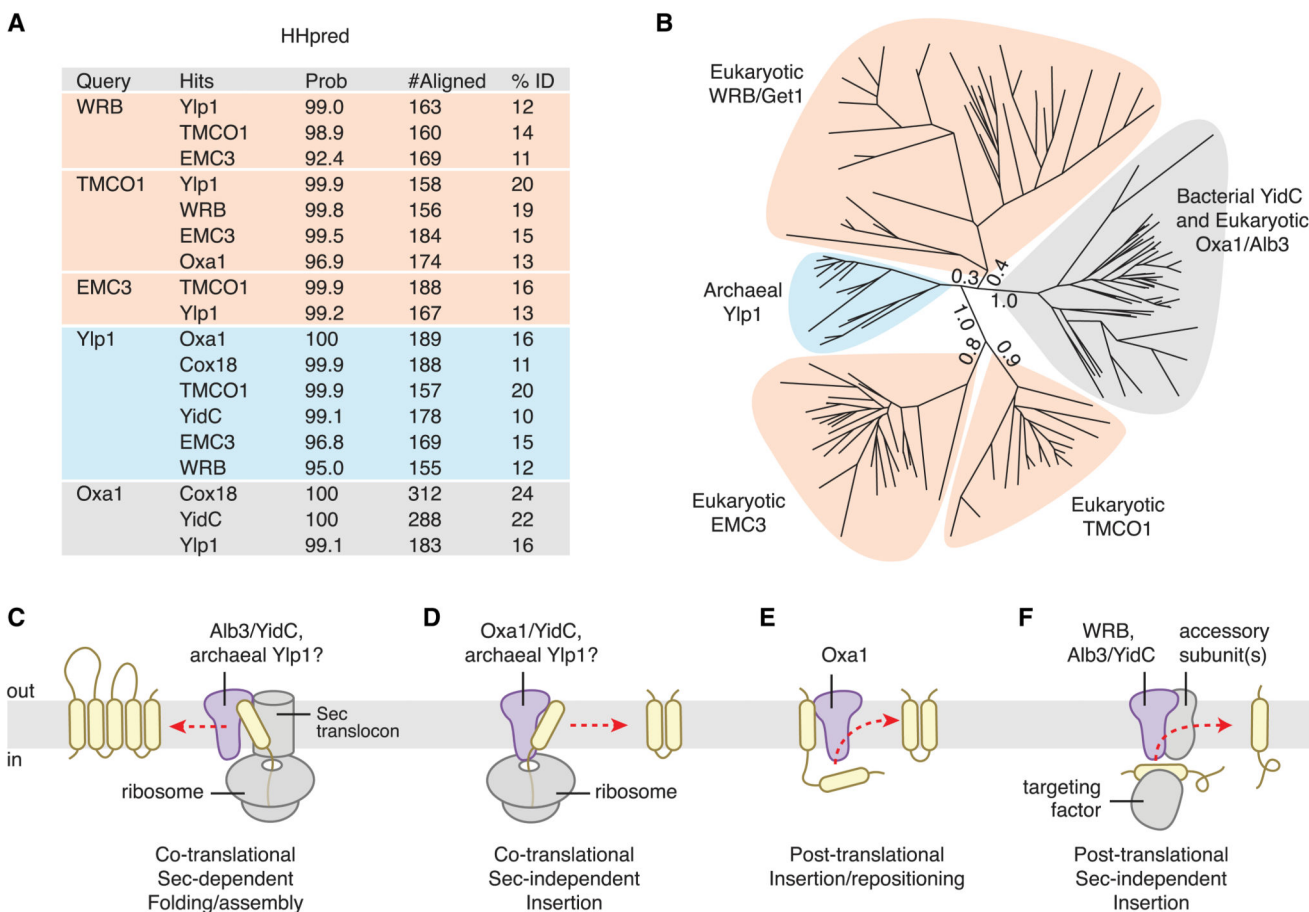 A
HHpred
Query Hits Prob #Aligned % ID
WRB Ylp1 99.0 163 12
TMCO1 98.9 160 14
EMC3 92.4 169 11
TMCO1 Ylp1 99.9 158 20
WRB 99.8 156 19
EMC3 99.5 184 15
Oxa1 96.9 174 13
EMC3 TMCO1 99.9 188 16
Ylp1 99.2 167 13
Ylp1 Oxa1 100 189 16
Cox18 99.9 188 11
TMCO1 99.9 157 20
YidC 99.1 178 10
EMC3 96.8 169 15
WRB 95.0 155 12
Oxa1 Cox18 100 312 24
YidC 100 288 22
Ylp1 99.1 183 16
B
Eukaryotic
WRB/Get1
Bacterial YidC
and Eukaryotic
Oxa1/Alb3
Archaeal
Ylp1
0.3
0.4
1.0
1.0
0.8
0.9
Eukaryotic
EMC3
Eukaryotic
TMCO1
C
Alb3/YidC,
archaeal Ylp1?
out
in
Sec
translocon
ribosome
Co-translational
Sec-dependent
Folding/assembly
D
Oxa1/YidC,
archaeal Ylp1?
ribosome
Co-translational
Sec-independent
Insertion
E
Oxa1
Post-translational
Insertion/repositioning
F
WRB,
Alb3/YidC
accessory
subunit(s)
targeting
factor
Post-translational
Sec-independent
Insertion